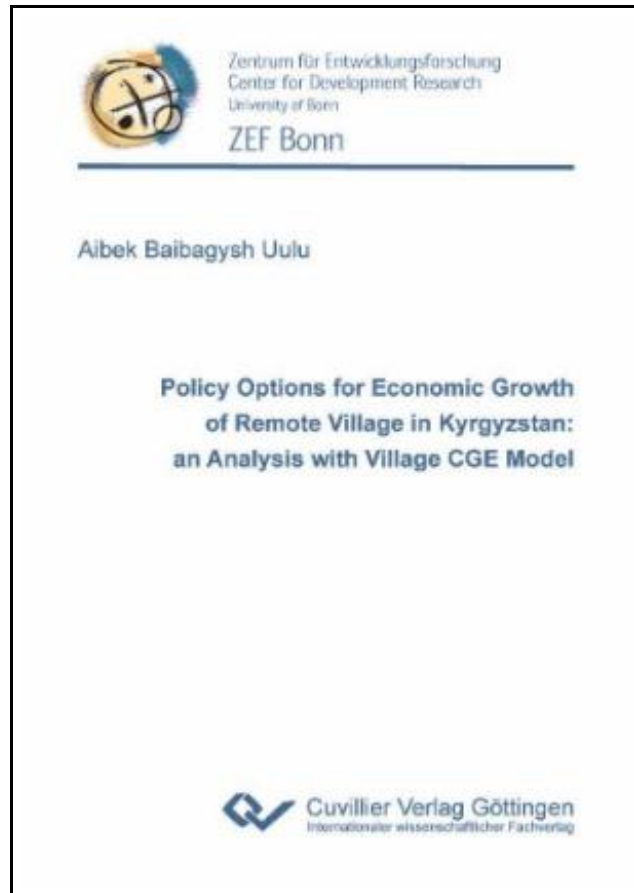 Zentrum für Entwicklungsforschung
Center for Development Research
University of Bonn
ZEF Bonn
Aibek Baibagysh Uulu
Policy Options for Economic Growth
of Remote Village in Kyrgyzstan:
an Analysis with Village CGE Model
Cuvillier Verlag Göttingen
Internationaler wissenschaftlicher Fachverlag